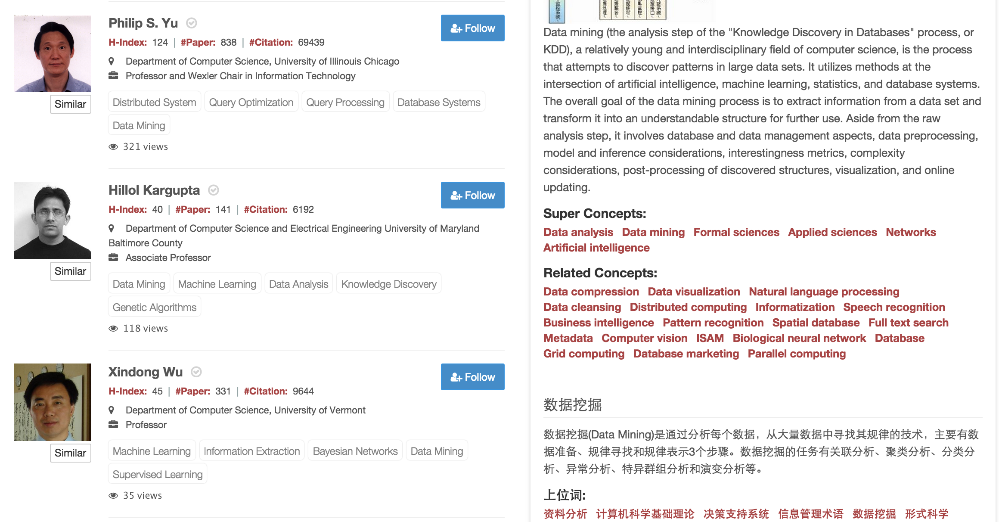 Philip S. Yu
Follow
H-Index: 124 | #Paper: 838 | #Citation: 69439
Department of Computer Science, University of Illinouis Chicago
Professor and Wexler Chair in Information Technology
Similar
Distributed System Query Optimization Query Processing Database Systems
Data Mining
321 views
Hillol Kargupta
Follow
H-Index: 40 | #Paper: 141 | #Citation: 6192
Department of Computer Science and Electrical Engineering University of Maryland
Baltimore County
Associate Professor
Similar
Data Mining Machine Learning Data Analysis Knowledge Discovery
Genetic Algorithms
118 views
Xindong Wu
Follow
H-Index: 45 | #Paper: 331 | #Citation: 9644
Department of Computer Science, University of Vermont
Professor
Similar
Machine Learning Information Extraction Bayesian Networks Data Mining
Supervised Learning
35 views
Data mining (the analysis step of the "Knowledge Discovery in Databases" process, or
KDD), a relatively young and interdisciplinary field of computer science, is the process
that attempts to discover patterns in large data sets. It utilizes methods at the
intersection of artificial intelligence, machine learning, statistics, and database systems.
The overall goal of the data mining process is to extract information from a data set and
transform it into an understandable structure for further use. Aside from the raw
analysis step, it involves database and data management aspects, data preprocessing,
model and inference considerations, interestingness metrics, complexity
considerations, post-processing of discovered structures, visualization, and online
updating.
Super Concepts:
Data analysis Data mining Formal sciences Applied sciences Networks
Artificial intelligence
Related Concepts:
Data compression Data visualization Natural language processing
Data cleansing Distributed computing Informatization Speech recognition
Business intelligence Pattern recognition Spatial database Full text search
Metadata Computer vision ISAM Biological neural network Database
Grid computing Database marketing Parallel computing
数据挖掘
数据挖掘(Data Mining)是通过分析每个数据，从大量数据中寻找其规律的技术，主要有数
据准备、规律寻找和规律表示3个步骤。数据挖掘的任务有关联分析、聚类分析、分类分
析、异常分析、特异群组分析和演变分析等。
上位词:
资料分析 计算机科学基础理论 决策支持系统 信息管理术语 数据挖掘 形式科学